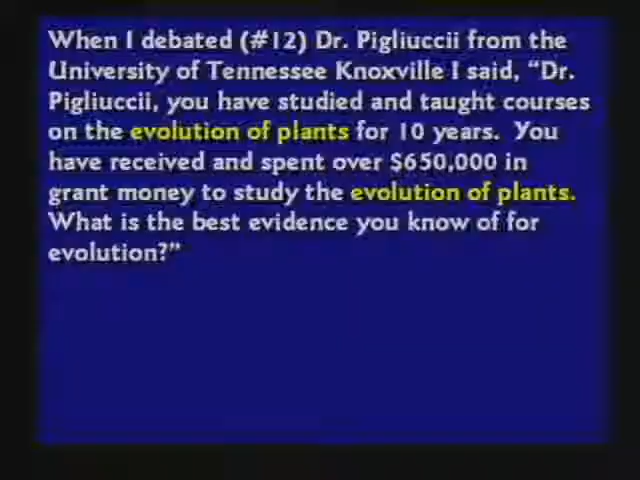 When I debated (#12) Dr. Pigliuccii from the
University of Tennessee Knoxville I said, “Dr.
Pigliuccii, you have studied and taught courses
on the evolution of plants for 10 years. You
have received and spent over $650,000 in
grant money to study the evolution of plants.
What is the best evidence you know of for
evolution?”